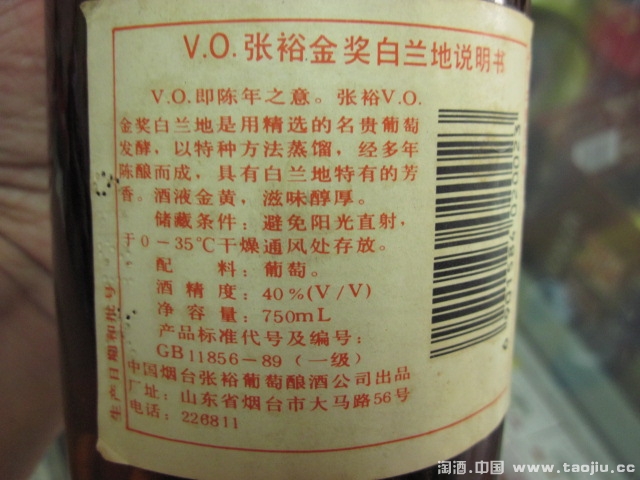 V.O.张裕金奖白兰地说明书
V.O.即陈年之意。张裕V.O.
金奖白兰地是用精选的名贵葡萄
发酵，以特种方法蒸馏，经多年
陈酿而成，具有白兰地特有的芳
香。酒液金黄，滋味醇厚。
储藏条件：避免阳光直射，
于0－35℃干燥通风处存放。
配　　料：葡萄。
酒 精 度：40%(V/V)
净 容 量：750mL
产品标准代号及编号：
GB11856－89（一级）
中国烟台张裕葡萄酿酒公司出品
厂址：山东省烟台市大马路56号
电话：226811
生产日期和批号
淘酒.中国 www.taojiu.cc